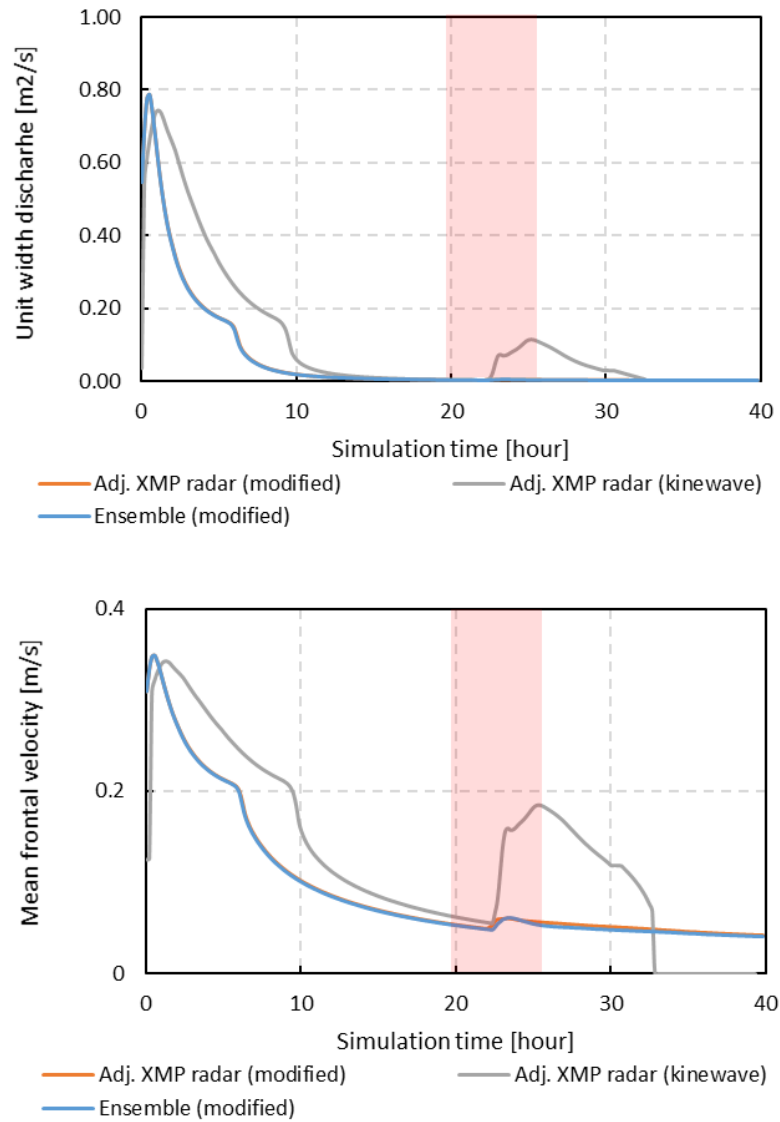 Unit width discharhe [m2/s]
1.00
0.80
0.60
0.40
0.20
0.00
0 10 20 30 40
Simulation time [hour]
Adj. XMP radar (modified) Adj. XMP radar (kinewave)
Ensemble (modified)
Mean frontal velocity [m/s]
0.4
0.2
0
0 10 20 30 40
Simulation time [hour]
Adj. XMP radar (modified) Adj. XMP radar (kinewave)
Ensemble (modified)